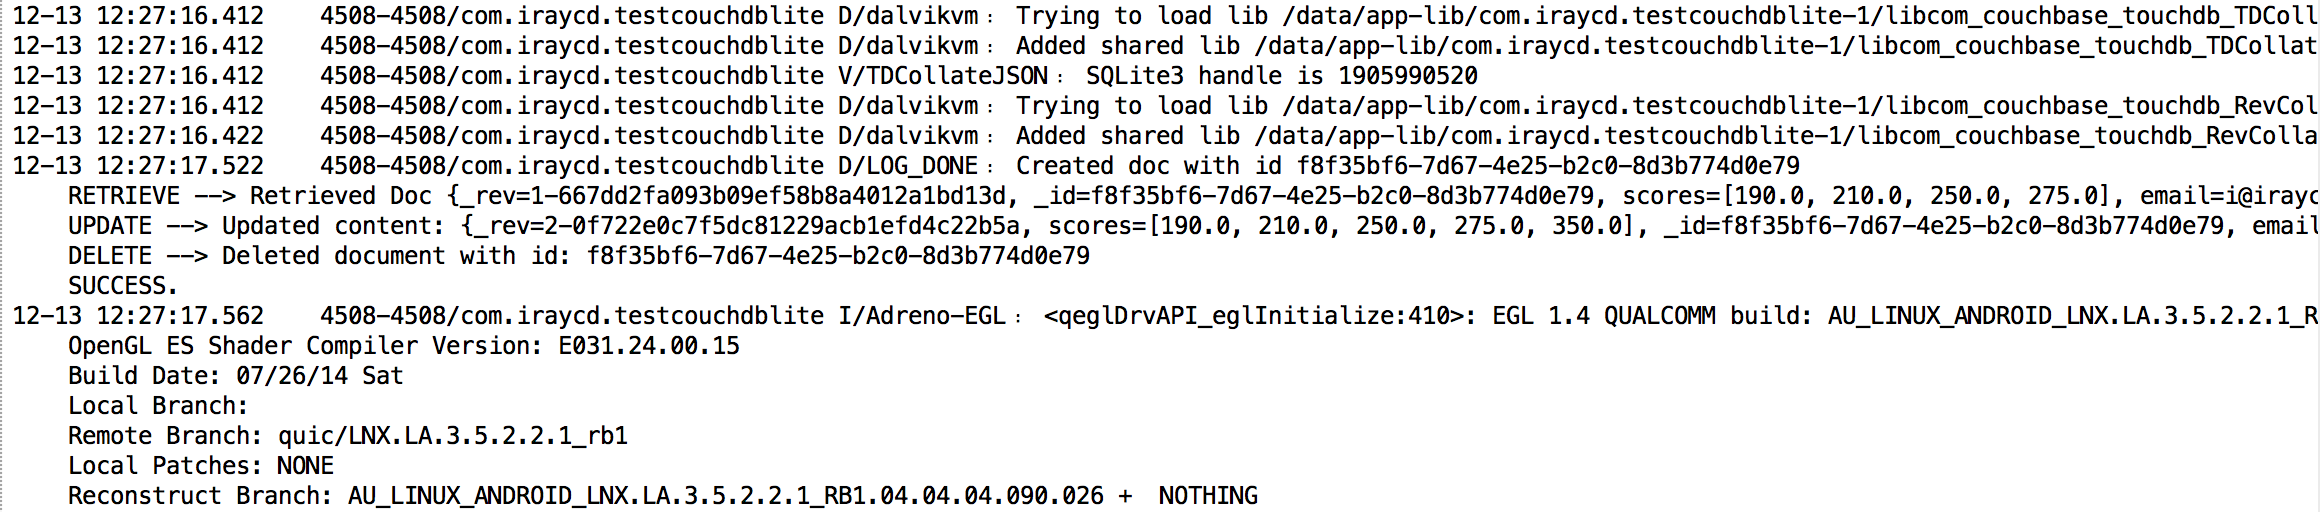 12-13 12:27:16.412    4508-4508/com.iraycd.testcouchdblite D/dalvikvm﹕ Trying to load lib /data/app-lib/com.iraycd.testcouchdblite-1/libcom_couchbase_touchdb_TDColl
12-13 12:27:16.412    4508-4508/com.iraycd.testcouchdblite D/dalvikvm﹕ Added shared lib /data/app-lib/com.iraycd.testcouchdblite-1/libcom_couchbase_touchdb_TDCollat
12-13 12:27:16.412    4508-4508/com.iraycd.testcouchdblite V/TDCollateJSON﹕ SQLite3 handle is 1905990520
12-13 12:27:16.412    4508-4508/com.iraycd.testcouchdblite D/dalvikvm﹕ Trying to load lib /data/app-lib/com.iraycd.testcouchdblite-1/libcom_couchbase_touchdb_RevCol
12-13 12:27:16.422    4508-4508/com.iraycd.testcouchdblite D/dalvikvm﹕ Added shared lib /data/app-lib/com.iraycd.testcouchdblite-1/libcom_couchbase_touchdb_RevColla
12-13 12:27:17.522    4508-4508/com.iraycd.testcouchdblite D/LOG_DONE﹕ Created doc with id f8f35bf6-7d67-4e25-b2c0-8d3b774d0e79
    RETRIEVE --> Retrieved Doc {_rev=1-667dd2fa093b09ef58b8a4012a1bd13d, _id=f8f35bf6-7d67-4e25-b2c0-8d3b774d0e79, scores=[190.0, 210.0, 250.0, 275.0], email=i@irayc
    UPDATE --> Updated content: {_rev=2-0f722e0c7f5dc81229acb1efd4c22b5a, scores=[190.0, 210.0, 250.0, 275.0, 350.0], _id=f8f35bf6-7d67-4e25-b2c0-8d3b774d0e79, email
    DELETE --> Deleted document with id: f8f35bf6-7d67-4e25-b2c0-8d3b774d0e79
    SUCCESS.
12-13 12:27:17.562    4508-4508/com.iraycd.testcouchdblite I/Adreno-EGL﹕ <qeglDrvAPI_eglInitialize:410>: EGL 1.4 QUALCOMM build: AU_LINUX_ANDROID_LNX.LA.3.5.2.2.1_R
    OpenGL ES Shader Compiler Version: E031.24.00.15
    Build Date: 07/26/14 Sat
    Local Branch:
    Remote Branch: quic/LNX.LA.3.5.2.2.1_rb1
    Local Patches: NONE
    Reconstruct Branch: AU_LINUX_ANDROID_LNX.LA.3.5.2.2.1_RB1.04.04.04.090.026 +  NOTHING